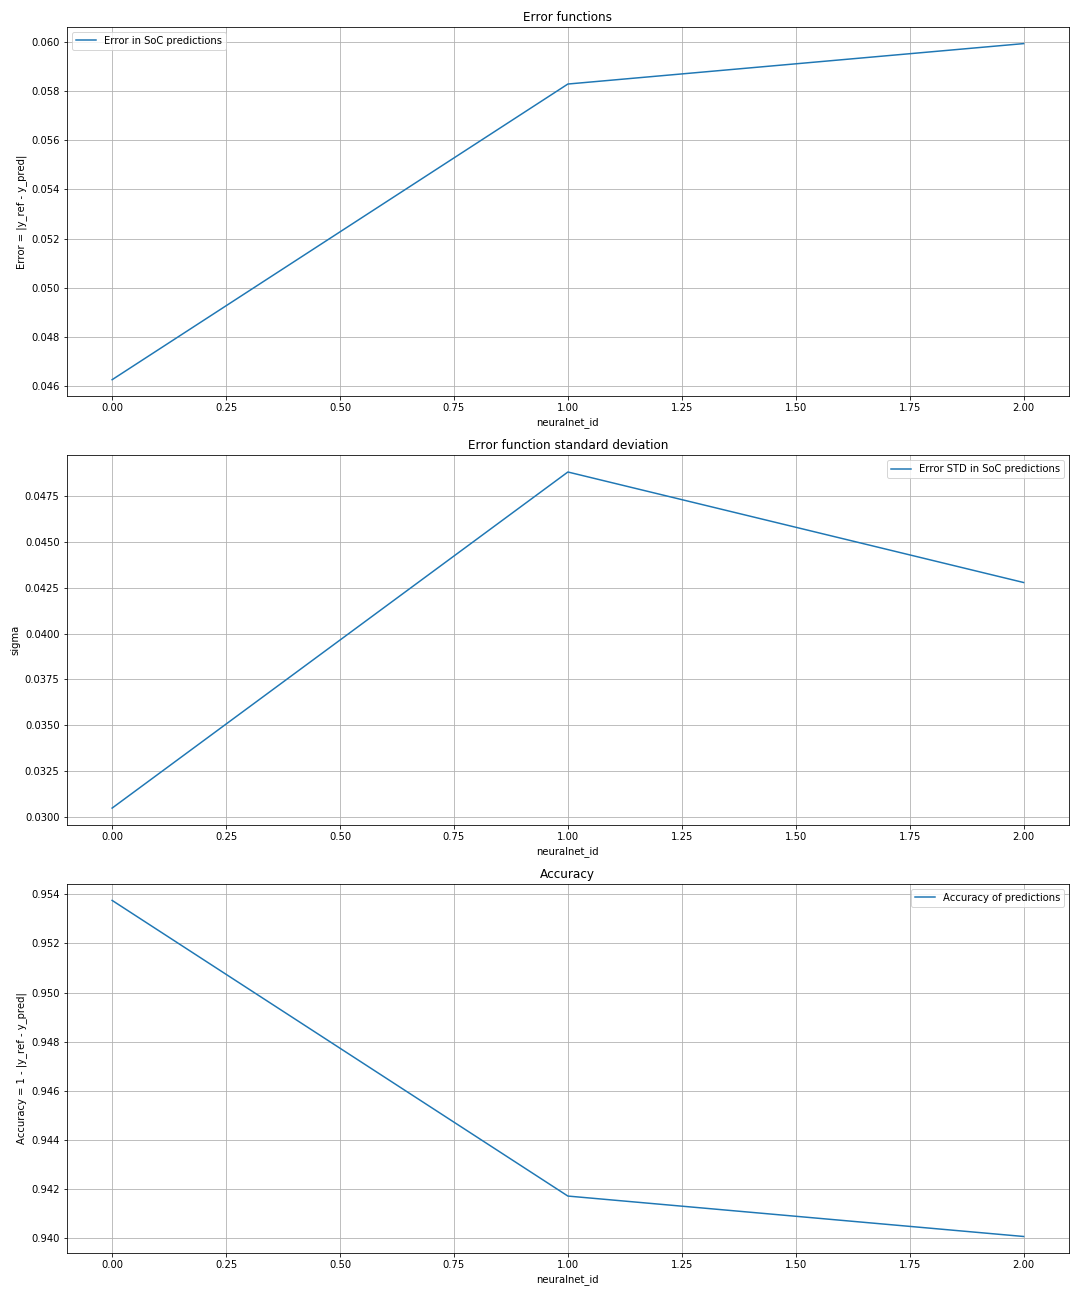 Error functions
Error in SoC predictions
0.060
0.058
0.056
0.054
0.052
0.050
0.048
0.046
Error = |y_ref - y_pred|
0.00 0.25 0.50 0.75 1.00 1.25 1.50 1.75 2.00
neuralnet_id
Error function standard deviation
Error STD in SoC predictions
0.0475
0.0450
0.0425
0.0400
0.0375
0.0350
0.0325
0.0300
sigma
0.00 0.25 0.50 0.75 1.00 1.25 1.50 1.75 2.00
neuralnet_id
Accuracy
Accuracy of predictions
0.954
0.952
0.950
0.948
0.946
0.944
0.942
0.940
Accuracy = 1 - |y_ref - y_pred|
0.00 0.25 0.50 0.75 1.00 1.25 1.50 1.75 2.00
neuralnet_id